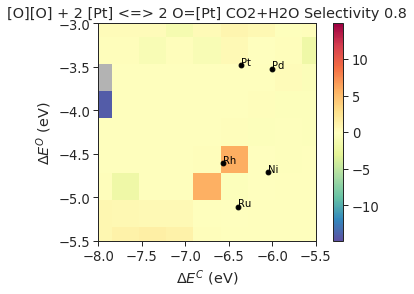 [O][O] + 2 [Pt] <=> 2 O=[Pt] CO2+H2O Selectivity 0.8
−3.0
−3.5
−4.0
−4.5
−5.0
−5.5
ΔE^O (eV)
Pt
Pd
Rh
Ni
Ru
−8.0 −7.5 −7.0 −6.5 −6.0 −5.5
ΔE^C (eV)
10
5
0
−5
−10